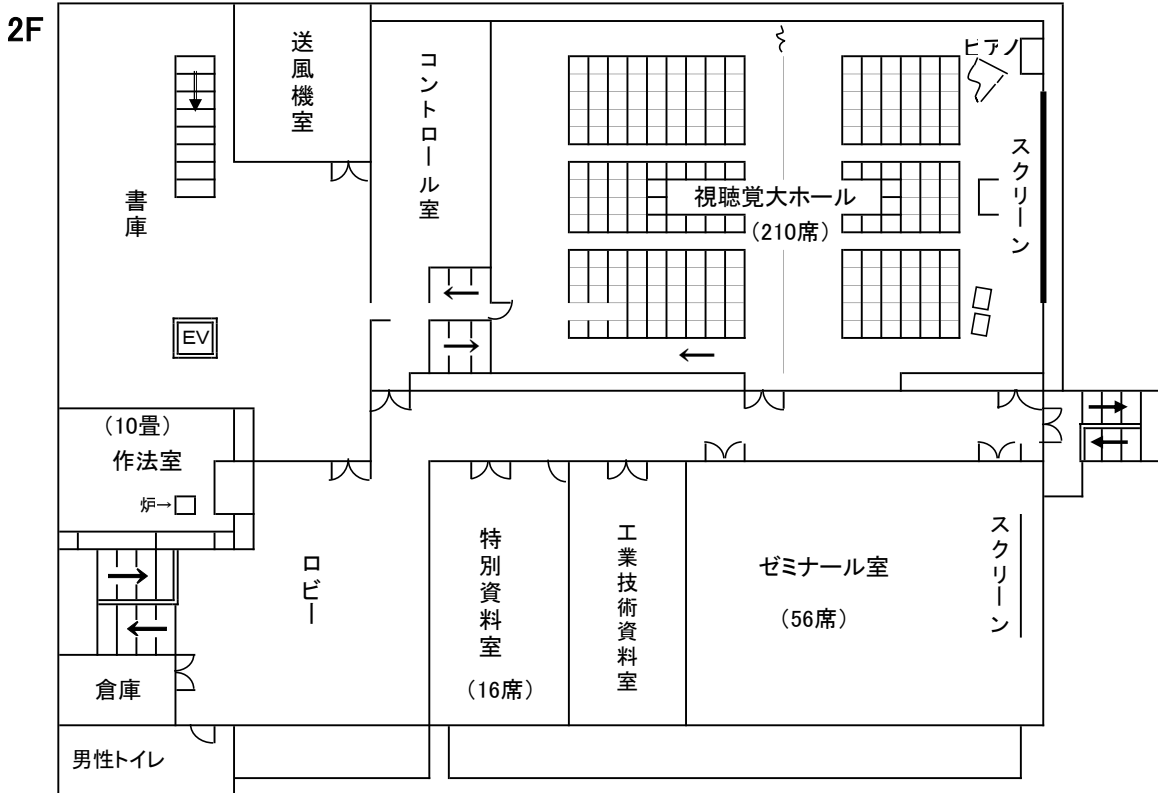 2F
送風機室
コントロール室
ピアノ
スクリーン
書庫
視聴覚大ホール
（210席）
EV
（10畳）
作法室
炉→
ロビー
特別資料室
（16席）
工業技術資料室
ゼミナール室
（56席）
スクリーン
倉庫
男性トイレ